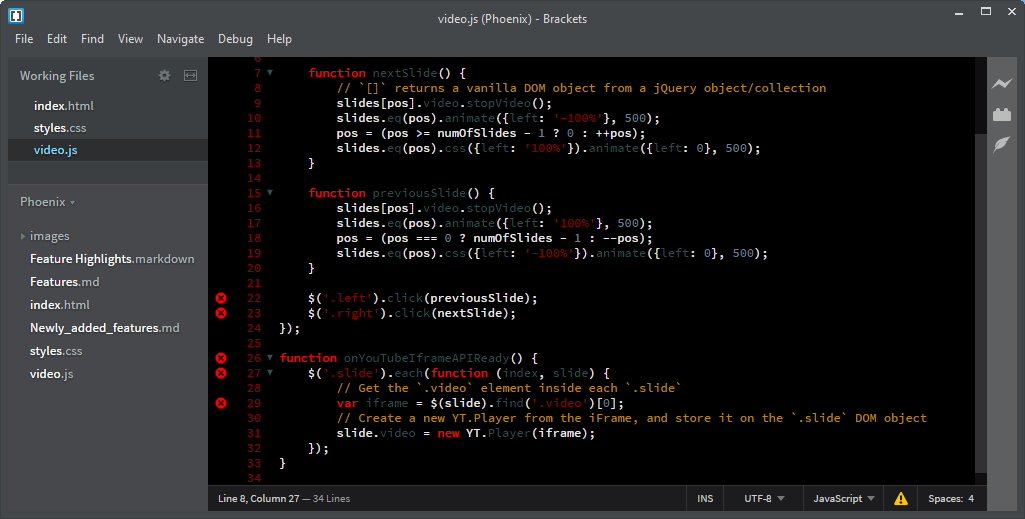 video.js (Phoenix) - Brackets
File Edit Find View Navigate Debug Help
Working Files
index.html
styles.css
video.js
Phoenix
images
Feature Highlights.markdown
Features.md
index.html
Newly_added_features.md
styles.css
video.js
6
7 function nextSlide() {
8 // `[]` returns a vanilla DOM object from a jQuery object/collection
9 slides[pos].video.stopVideo();
10 slides.eq(pos).animate({left: '-100%'}, 500);
11 pos = (pos >= numOfSlides - 1 ? 0 : ++pos);
12 slides.eq(pos).css({left: '100%'}).animate({left: 0}, 500);
13 }
14
15 function previousSlide() {
16 slides[pos].video.stopVideo();
17 slides.eq(pos).animate({left: '100%'}, 500);
18 pos = (pos === 0 ? numOfSlides - 1 : --pos);
19 slides.eq(pos).css({left: '-100%'}).animate({left: 0}, 500);
20 }
21
22 $('.left').click(previousSlide);
23 $('.right').click(nextSlide);
24 });
25
26 function onYouTubeIframeAPIReady() {
27 $('.slide').each(function (index, slide) {
28 // Get the `.video` element inside each `.slide`
29 var iframe = $(slide).find('.video')[0];
30 // Create a new YT.Player from the iFrame, and store it on the `.slide` DOM object
31 slide.video = new YT.Player(iframe);
32 });
33 }
34
Line 8, Column 27 — 34 Lines
INS UTF-8 JavaScript Spaces: 4